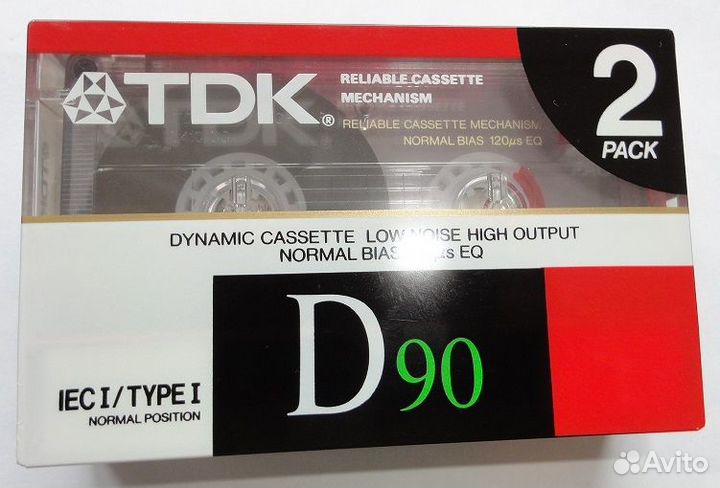 TDK®
RELIABLE CASSETTE
MECHANISM
RELIABLE CASSETTE MECHANISM
NORMAL BIAS 120µs EQ
2
PACK
DYNAMIC CASSETTE LOW NOISE HIGH OUTPUT
NORMAL BIAS µs EQ
D90
IEC I/TYPE I
NORMAL POSITION
Avito